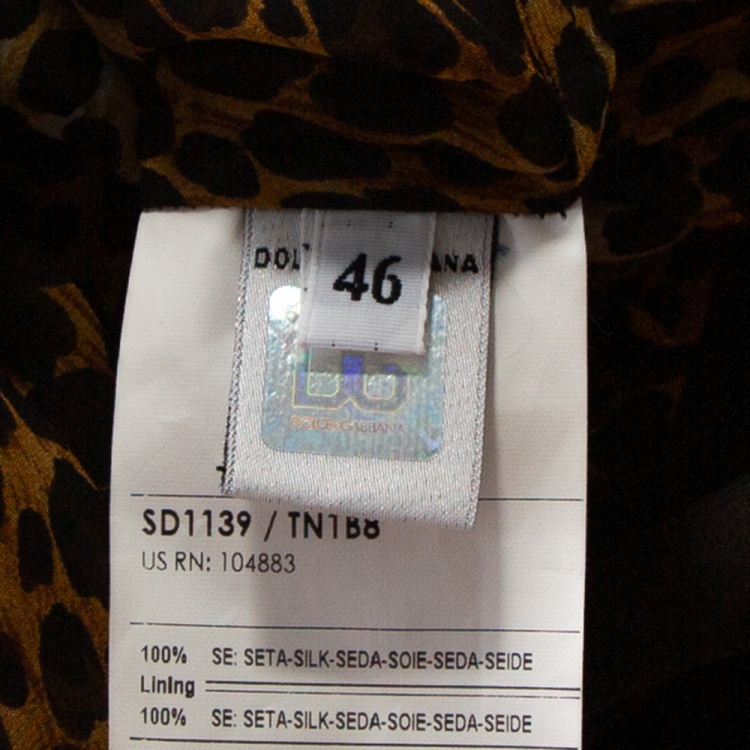 DOL ANA
46
DG
DOLCE&GABBANA
SD1139 / TN1B8
US RN: 104883
100% SE: SETA-SILK-SEDA-SOIE-SEDA-SEIDE
Lining
100% SE: SETA-SILK-SEDA-SOIE-SEDA-SEIDE